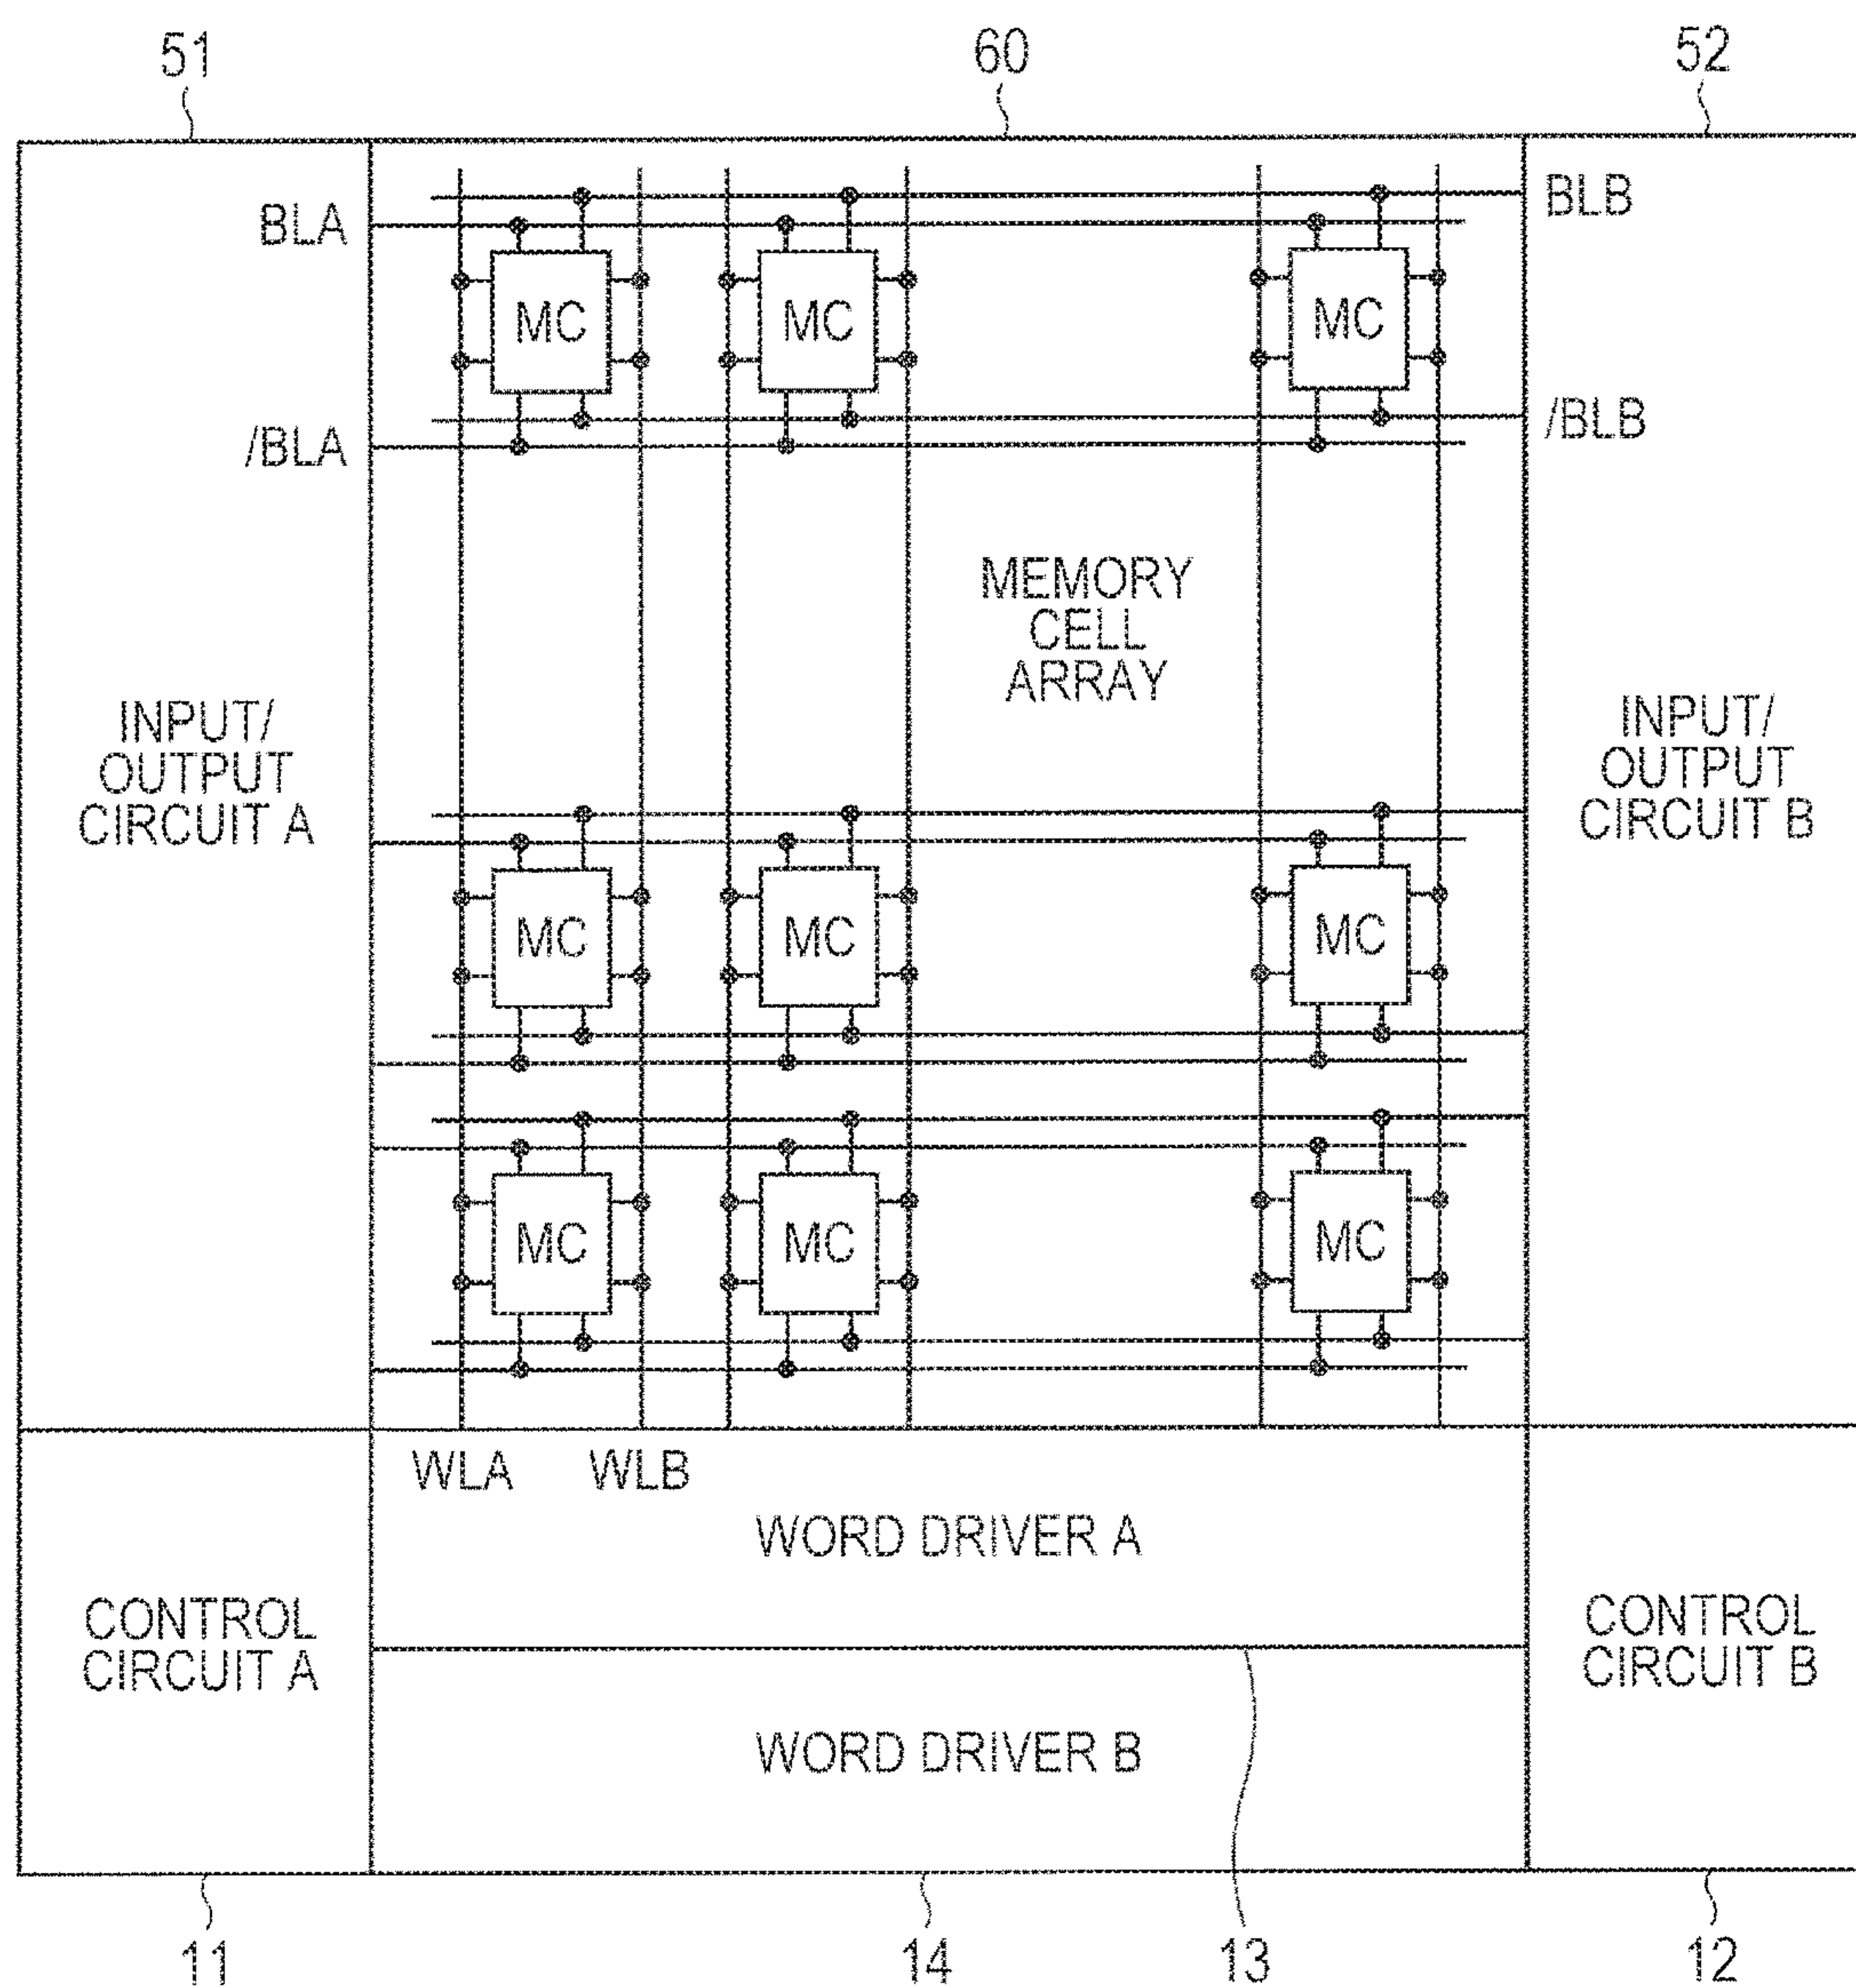 51
60
52
BLA
BLB
MC MC MC
/BLA
/BLB
MEMORY
CELL
ARRAY
INPUT/
OUTPUT
CIRCUIT A
INPUT/
OUTPUT
CIRCUIT B
MC MC MC
MC MC MC
WLA WLB
WORD DRIVER A
CONTROL
CIRCUIT A
CONTROL
CIRCUIT B
WORD DRIVER B
11
14
13
12